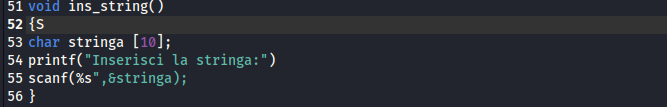 51 void ins_string()
52 {S
53 char stringa [10];
54 printf("Inserisci la stringa:")
55 scanf(%s",&stringa);
56 }